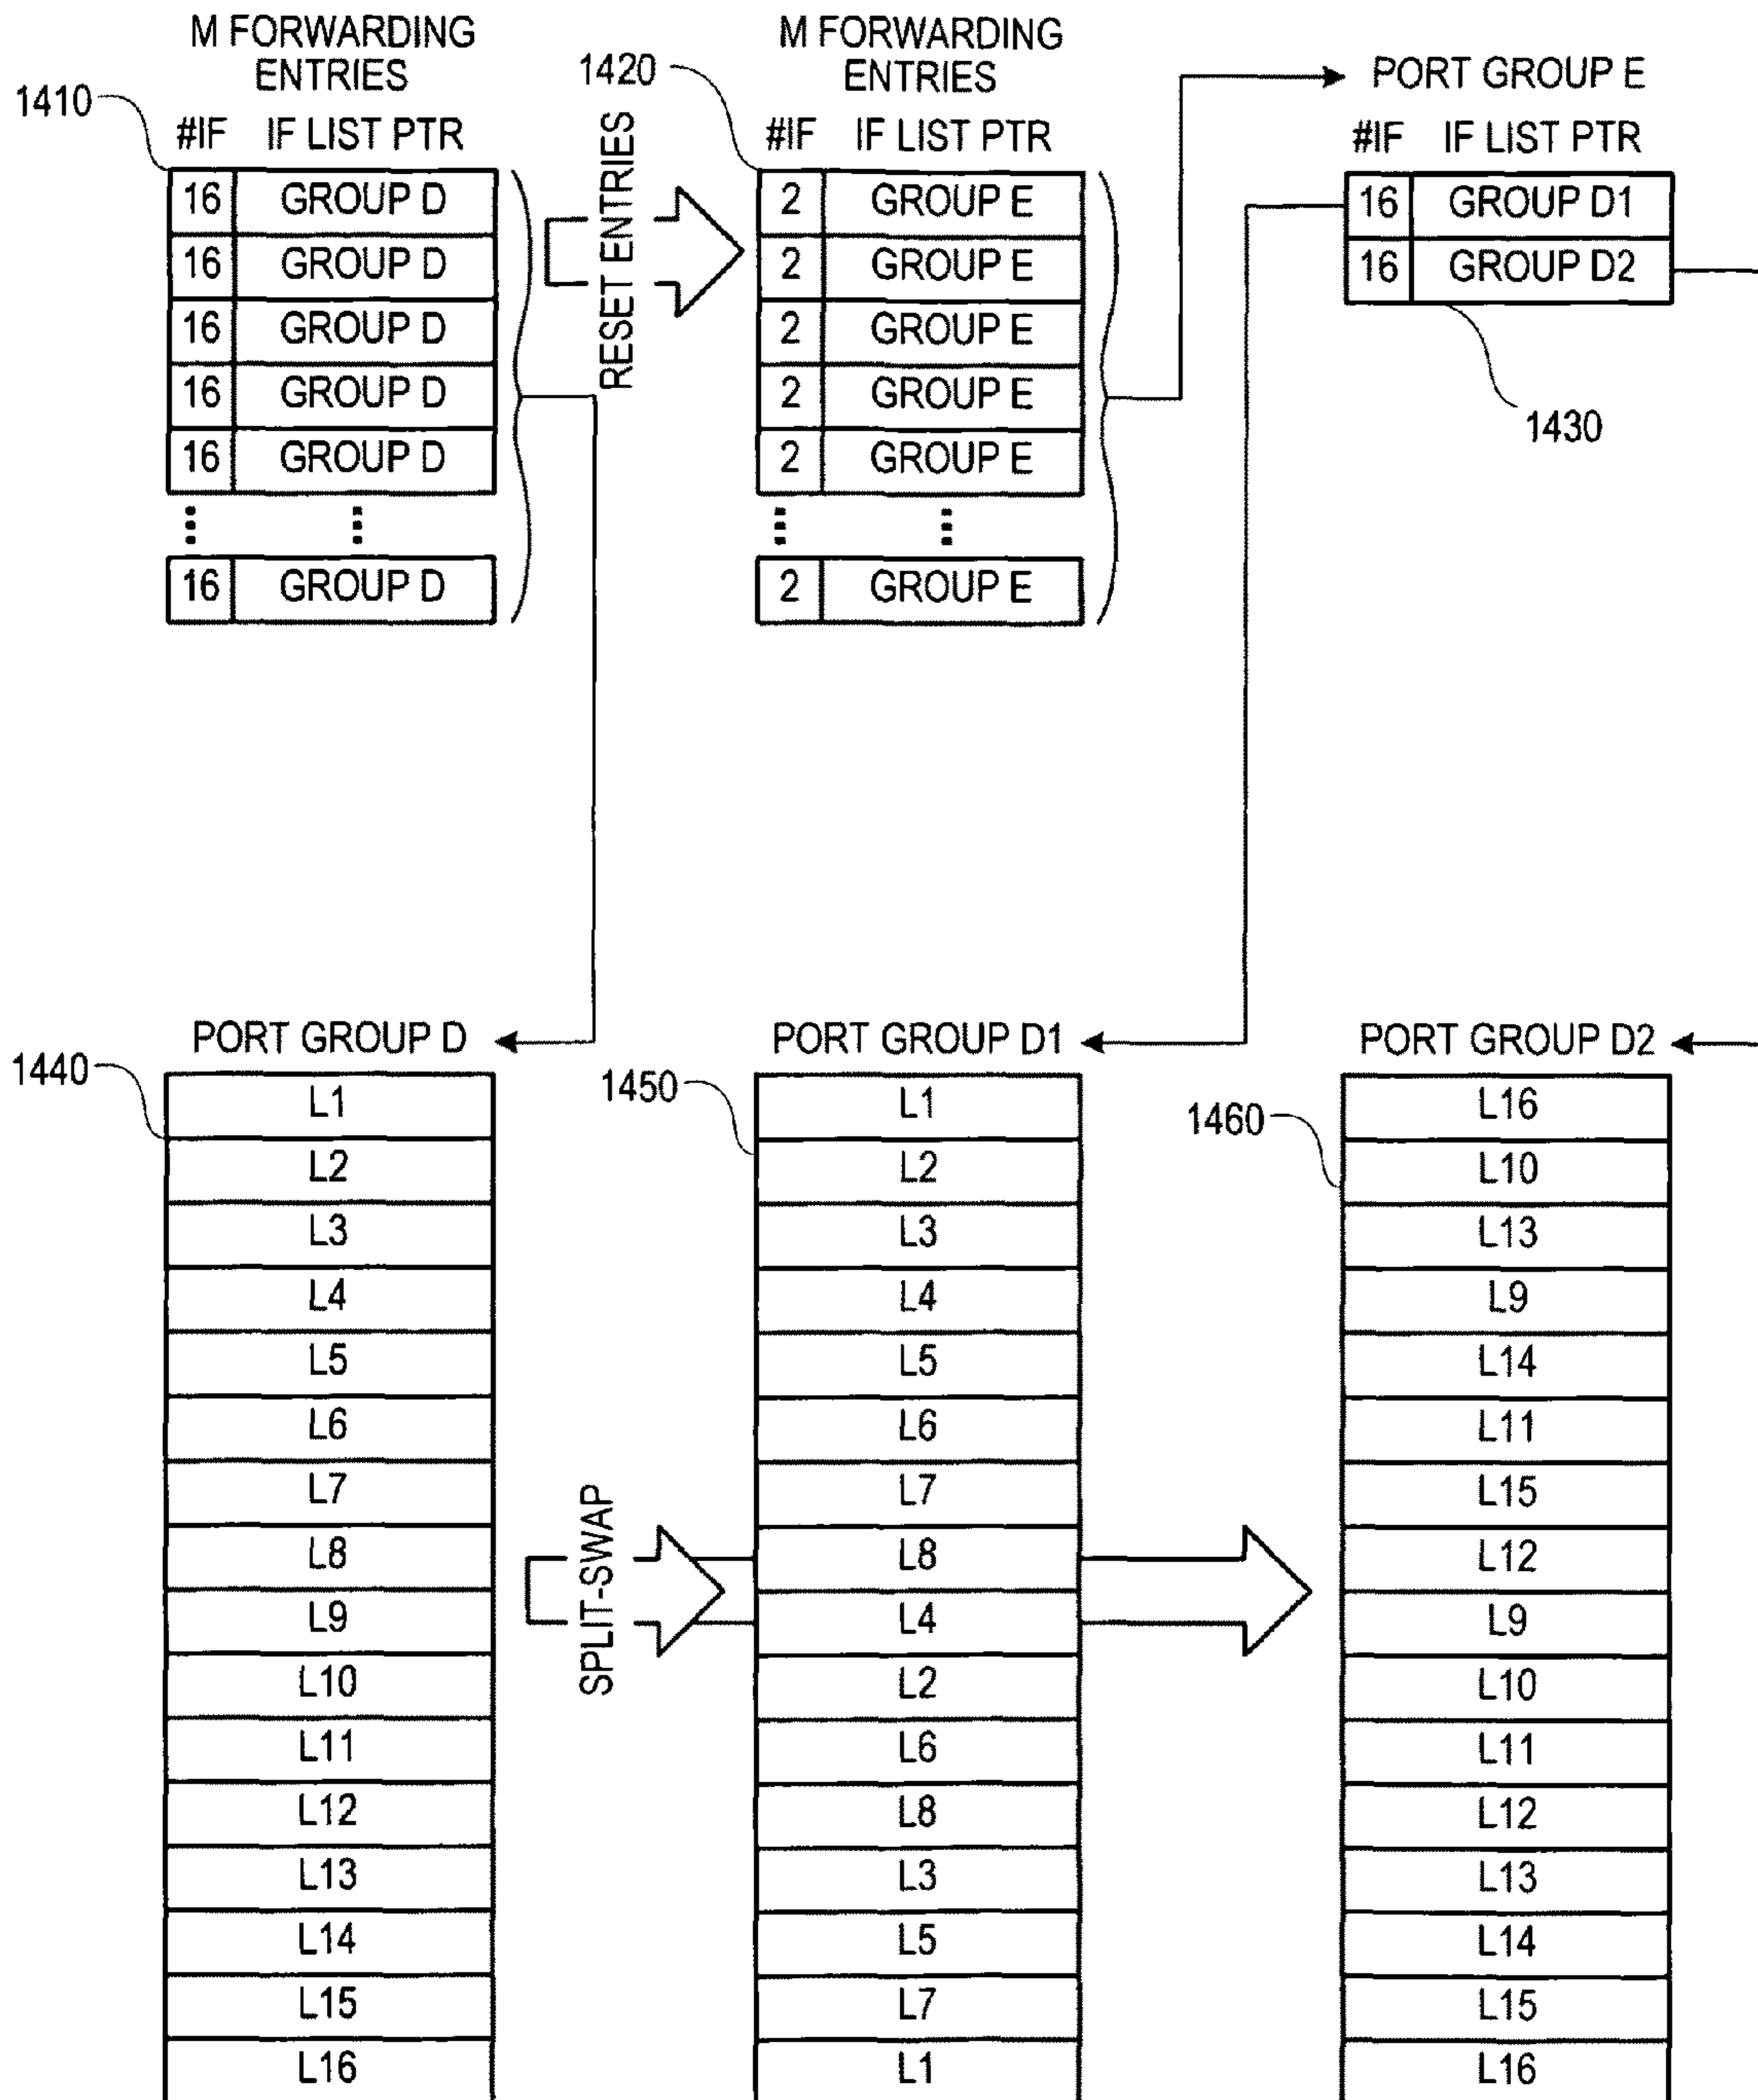 M FORWARDING
ENTRIES
1410
#IF IF LIST PTR
16 GROUP D
16 GROUP D
16 GROUP D
16 GROUP D
16 GROUP D
16 GROUP D
RESET ENTRIES
M FORWARDING
ENTRIES
1420
#IF IF LIST PTR
2 GROUP E
2 GROUP E
2 GROUP E
2 GROUP E
2 GROUP E
2 GROUP E
PORT GROUP E
#IF IF LIST PTR
16 GROUP D1
16 GROUP D2
1430
PORT GROUP D
1440
L1
L2
L3
L4
L5
L6
L7
L8
L9
L10
L11
L12
L13
L14
L15
L16
SPLIT-SWAP
PORT GROUP D1
1450
L1
L2
L3
L4
L5
L6
L7
L8
L4
L2
L6
L8
L3
L5
L7
L1
PORT GROUP D2
1460
L16
L10
L13
L9
L14
L11
L15
L12
L9
L10
L11
L12
L13
L14
L15
L16